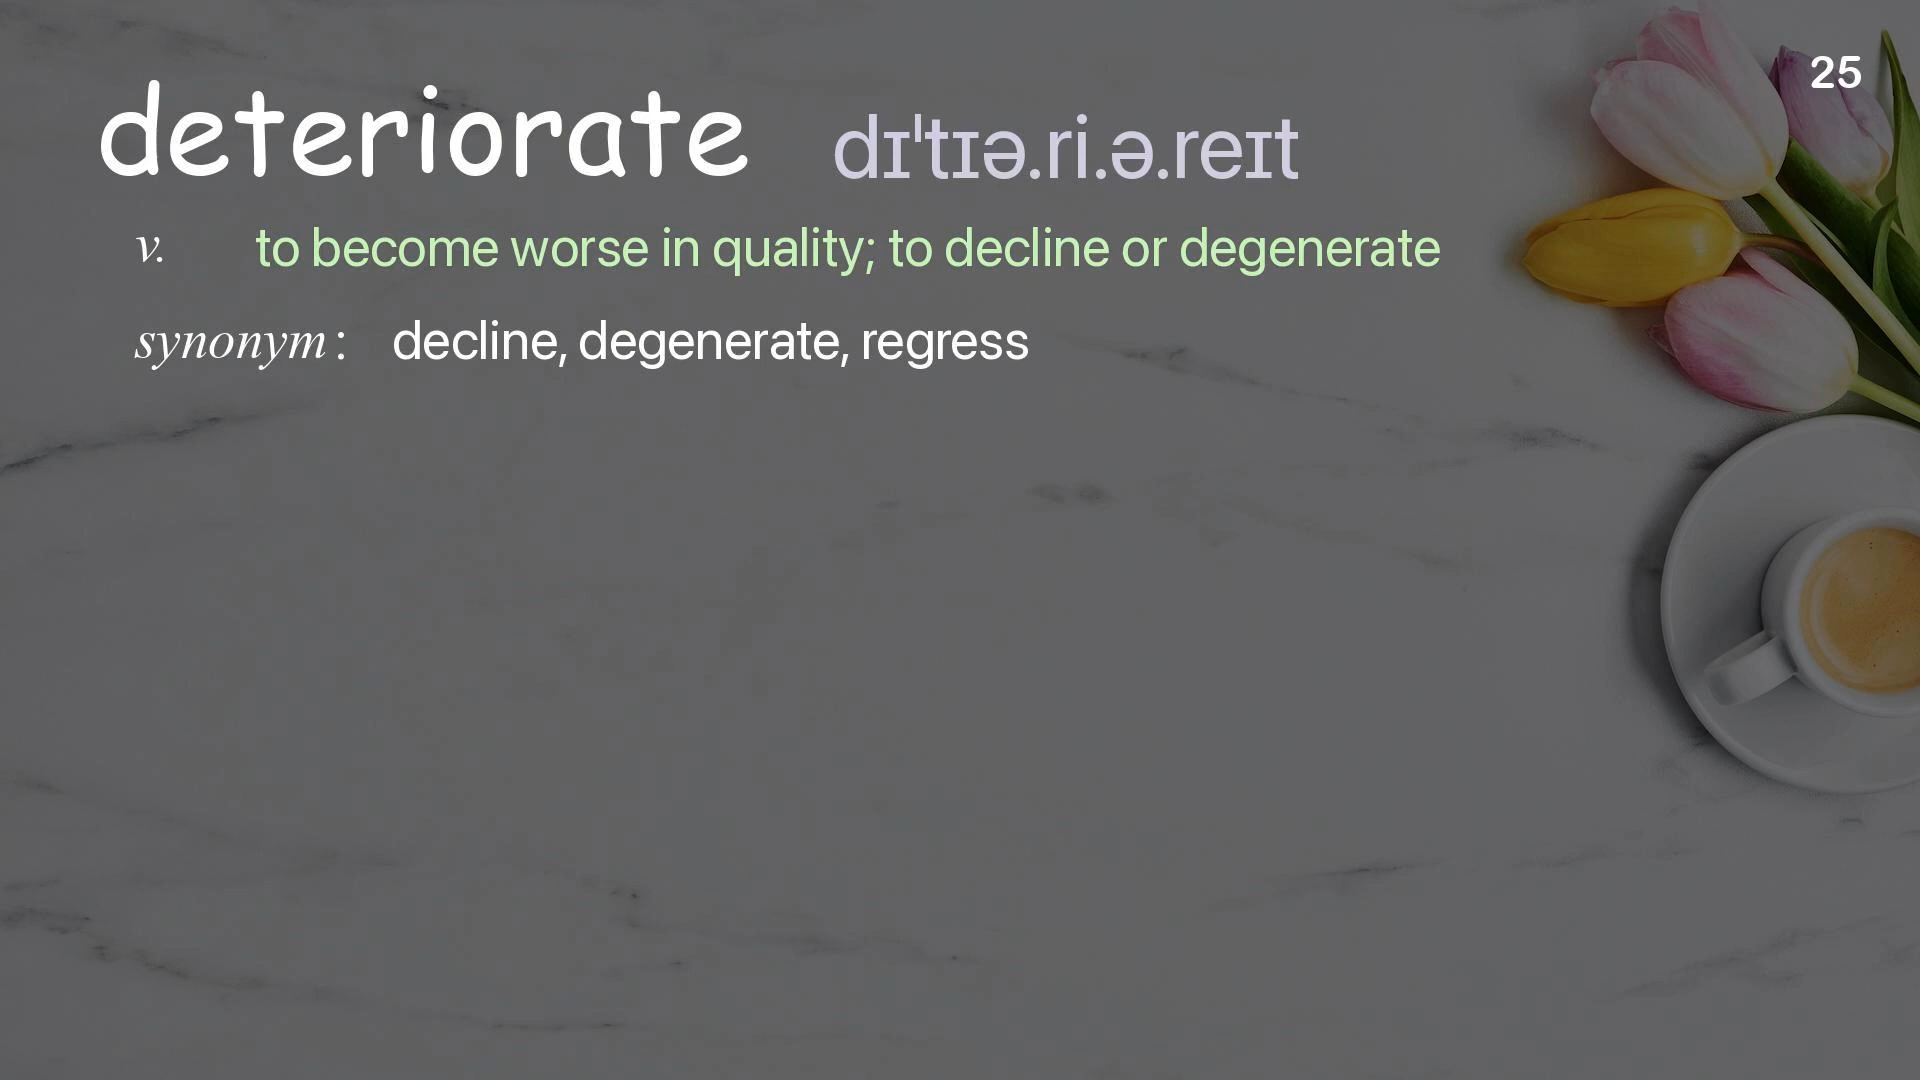 25
deteriorate dɪˈtɪə.ri.ə.reɪt
v. to become worse in quality; to decline or degenerate
synonym : decline, degenerate, regress